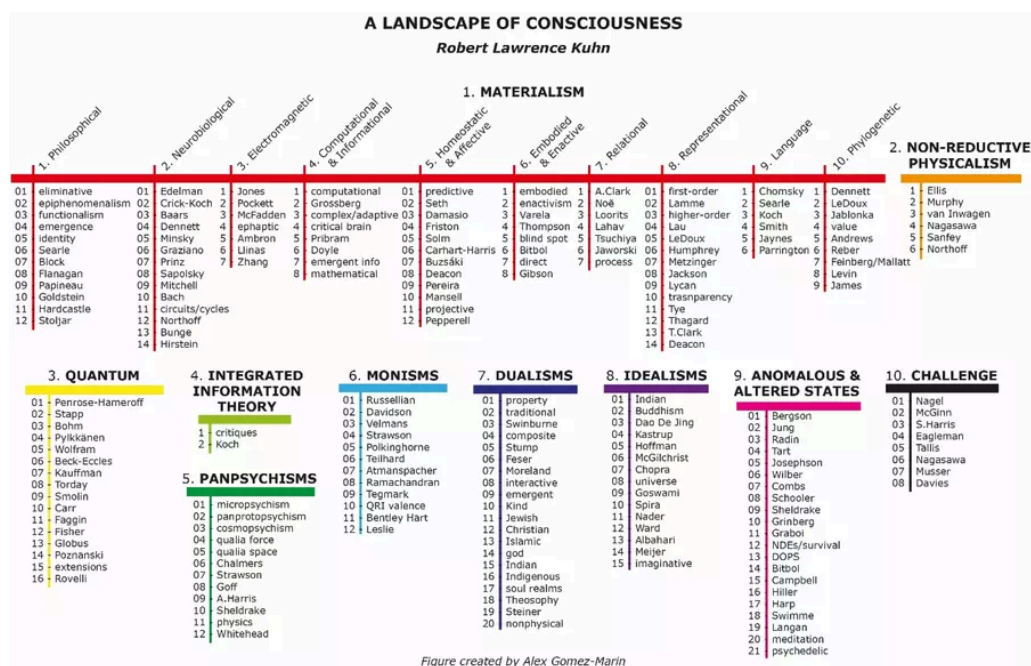 A LANDSCAPE OF CONSCIOUSNESS
Robert Lawrence Kuhn
1. MATERIALISM
1. Philosophical
01 eliminative
02 epiphenomenalism
03 functionalism
04 emergence
05 identity
06 Searle
07 Block
08 Flanagan
09 Papineau
10 Goldstein
11 Hardcastle
12 Stoljar
2. Neurobiological
01 Edelman
02 Crick-Koch
03 Baars
04 Dennett
05 Minsky
06 Graziano
07 Prinz
08 Sapolsky
09 Mitchell
10 Bach
11 circuits/cycles
12 Northoff
13 Bunge
14 Hirstein
3. Electromagnetic
1 Jones
2 Pockett
3 McFadden
4 ephaptic
5 Ambron
6 Llinas
7 Zhang
4. Computational
& Informational
1 computational
2 Grossberg
3 complex/adaptive
4 critical brain
5 Pribram
6 Doyle
7 emergent info
8 mathematical
5. Homeostatic
& Affective
01 predictive
02 Seth
03 Damasio
04 Friston
05 Solm
06 Carhart-Harris
07 Buzsáki
08 Deacon
09 Pereira
10 Mansell
11 projective
12 Pepperell
6. Embodied
& Enactive
1 embodied
2 enactivism
3 Varela
4 Thompson
5 blind spot
6 Bitbol
7 direct
8 Gibson
7. Relational
1 A.Clark
2 Noë
3 Loorits
4 Lahav
5 Tsuchiya
6 Jaworski
7 process
8. Representational
01 first-order
02 Lamme
03 higher-order
04 Lau
05 LeDoux
06 Humphrey
07 Metzinger
08 Jackson
09 Lycan
10 trasnparency
11 Tye
12 Thagard
13 T.Clark
14 Deacon
9. Language
1 Chomsky
2 Searle
3 Koch
4 Smith
5 Jaynes
6 Parrington
10. Phylogenetic
1 Dennett
2 LeDoux
3 Jablonka
4 value
5 Andrews
6 Reber
7 Feinberg/Mallatt
8 Levin
9 James
2. NON-REDUCTIVE
PHYSICALISM
1 Ellis
2 Murphy
3 van Inwagen
4 Nagasawa
5 Sanfey
6 Northoff
3. QUANTUM
01 Penrose-Hameroff
02 Stapp
03 Bohm
04 Pylkkänen
05 Wolfram
06 Beck-Eccles
07 Kauffman
08 Torday
09 Smolin
10 Carr
11 Faggin
12 Fisher
13 Globus
14 Poznanski
15 extensions
16 Rovelli
4. INTEGRATED
INFORMATION
THEORY
1 critiques
2 Koch
5. PANPSYCHISMS
01 micropsychism
02 panprotopsychism
03 cosmopsychism
04 qualia force
05 qualia space
06 Chalmers
07 Strawson
08 Goff
09 A.Harris
10 Sheldrake
11 physics
12 Whitehead
6. MONISMS
01 Russellian
02 Davidson
03 Velmans
04 Strawson
05 Polkinghorne
06 Teilhard
07 Atmanspacher
08 Ramachandran
09 Tegmark
10 QRI valence
11 Bentley Hart
12 Leslie
7. DUALISMS
01 property
02 traditional
03 Swinburne
04 composite
05 Stump
06 Feser
07 Moreland
08 interactive
09 emergent
10 Kind
11 Jewish
12 Christian
13 Islamic
14 god
15 Indian
16 Indigenous
17 soul realms
18 Theosophy
19 Steiner
20 nonphysical
8. IDEALISMS
01 Indian
02 Buddhism
03 Dao De Jing
04 Kastrup
05 Hoffman
06 McGilchrist
07 Chopra
08 universe
09 Goswami
10 Spira
11 Nader
12 Ward
13 Albahari
14 Meijer
15 imaginative
9. ANOMALOUS &
ALTERED STATES
01 Bergson
02 Jung
03 Radin
04 Tart
05 Josephson
06 Wilber
07 Combs
08 Schooler
09 Sheldrake
10 Grinberg
11 Graboi
12 NDEs/survival
13 DOPS
14 Bitbol
15 Campbell
16 Hiller
17 Harp
18 Swimme
19 Langan
20 meditation
21 psychedelic
10. CHALLENGE
01 Nagel
02 McGinn
03 S.Harris
04 Eagleman
05 Tallis
06 Nagasawa
07 Musser
08 Davies
Figure created by Alex Gomez-Marin